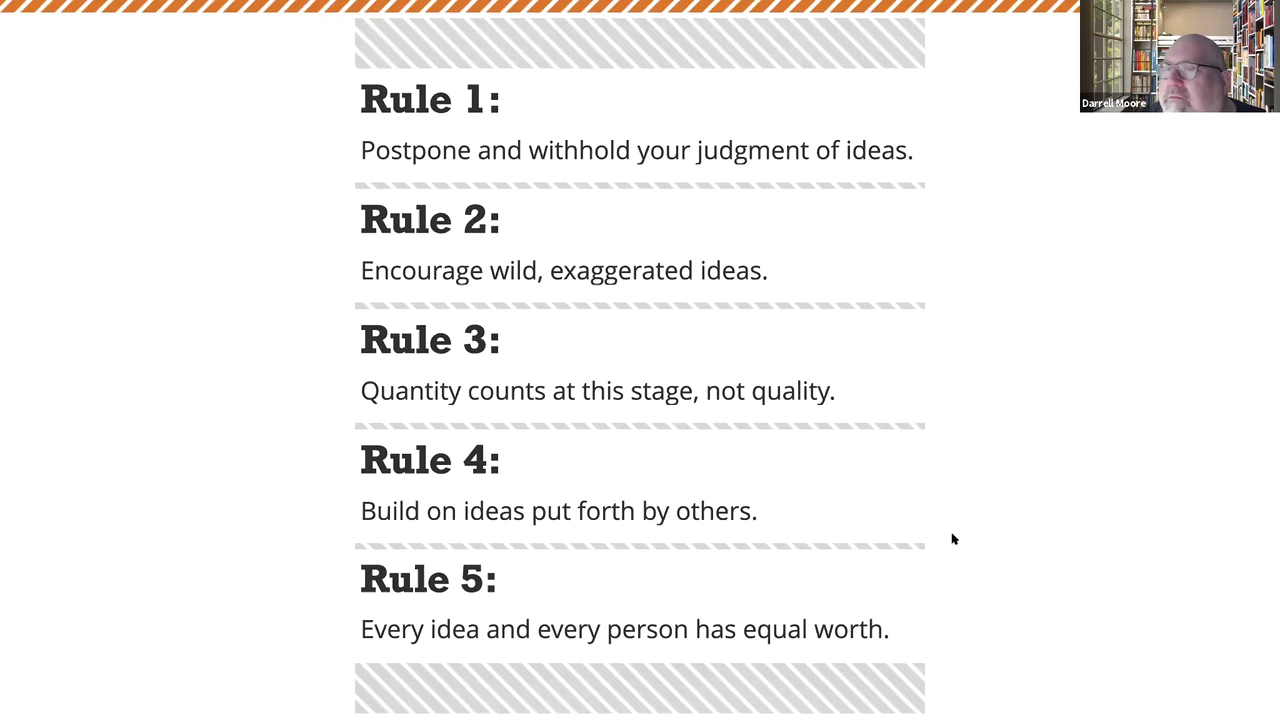 Rule 1:
Postpone and withhold your judgment of ideas.
Rule 2:
Encourage wild, exaggerated ideas.
Rule 3:
Quantity counts at this stage, not quality.
Rule 4:
Build on ideas put forth by others.
Rule 5:
Every idea and every person has equal worth.
Darrell Moore